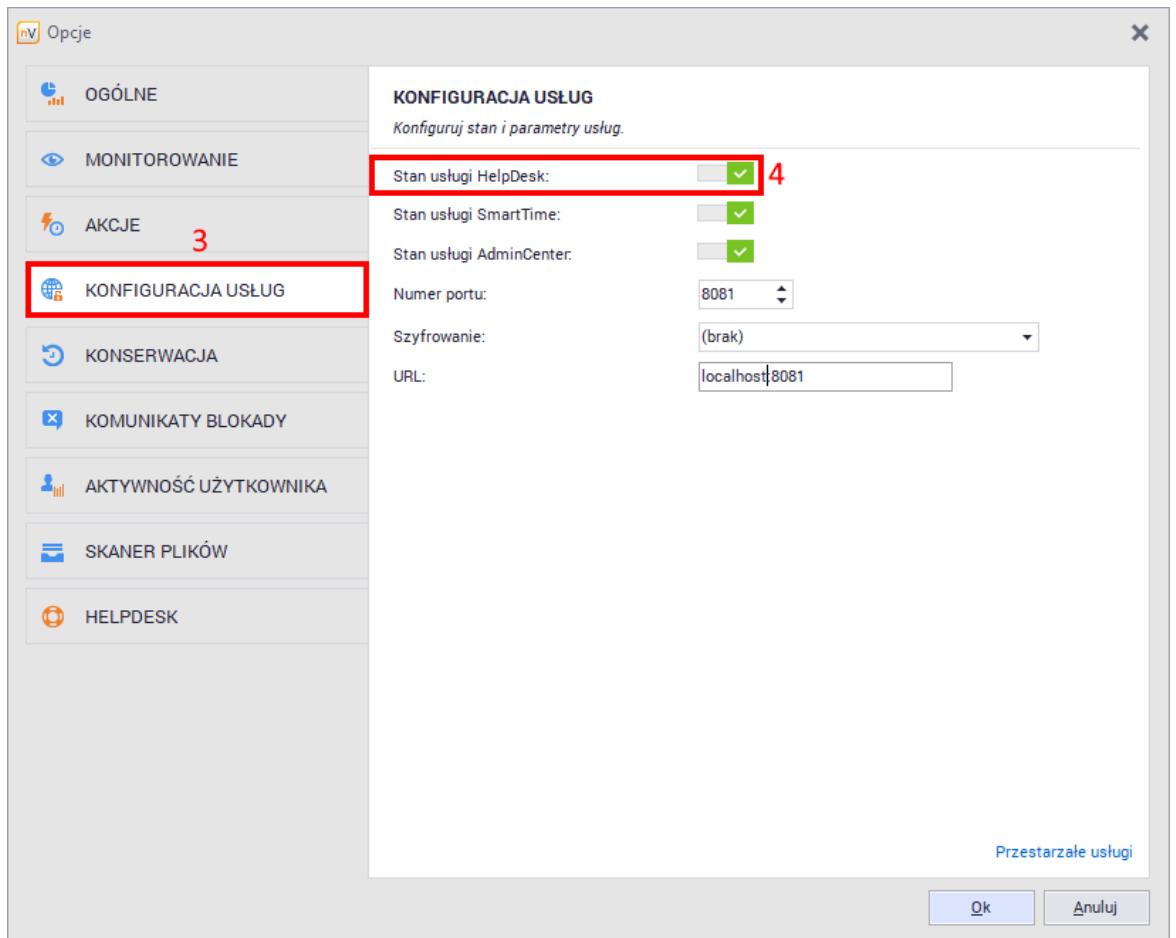 nV Opcje
OGÓLNE
MONITOROWANIE
AKCJE
3
KONFIGURACJA USŁUG
KONSERWACJA
KOMUNIKATY BLOKADY
AKTYWNOŚĆ UŻYTKOWNIKA
SKANER PLIKÓW
HELPDESK
KONFIGURACJA USŁUG
Konfiguruj stan i parametry usług.
Stan usługi HelpDesk: 4
Stan usługi SmartTime:
Stan usługi AdminCenter:
Numer portu: 8081
Szyfrowanie: (brak)
URL: localhost:8081
Przestarzałe usługi
Ok Anuluj